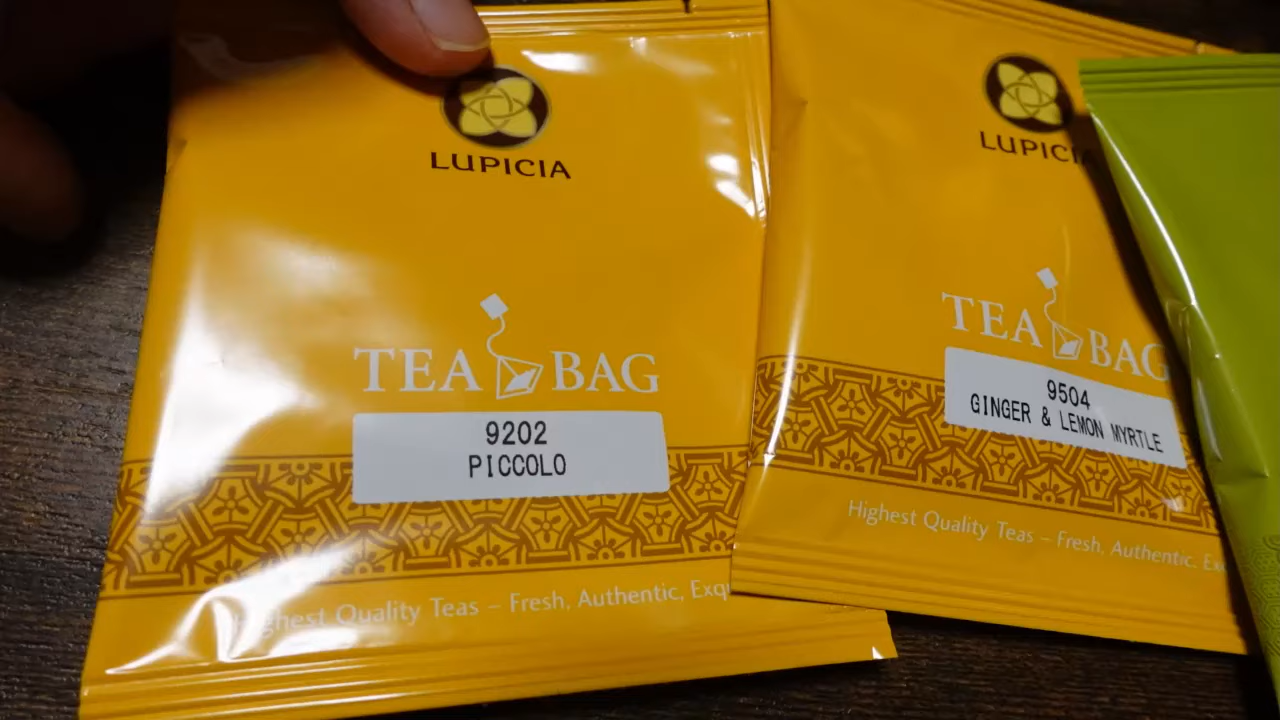 LUPICIA
TEA BAG
9202
PICCOLO
Highest Quality Teas – Fresh, Authentic,
LUPICIA
TEA BAG
9504
GINGER & LEMON MYRTLE
Highest Quality Teas – Fresh, Authentic,